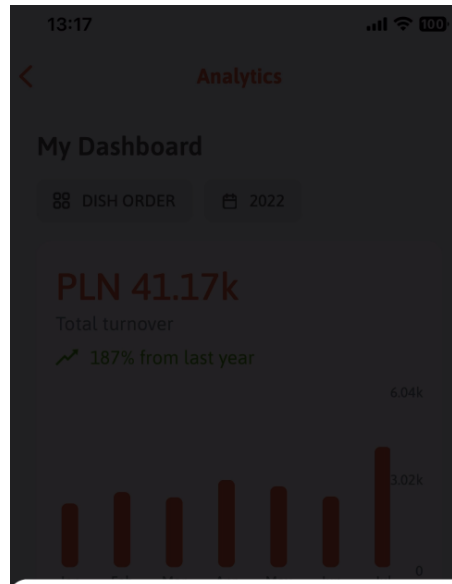 13:17
100
Analytics
My Dashboard
DISH ORDER
2022
PLN 41.17k
Total turnover
187% from last year
6.04k
3.02k
0